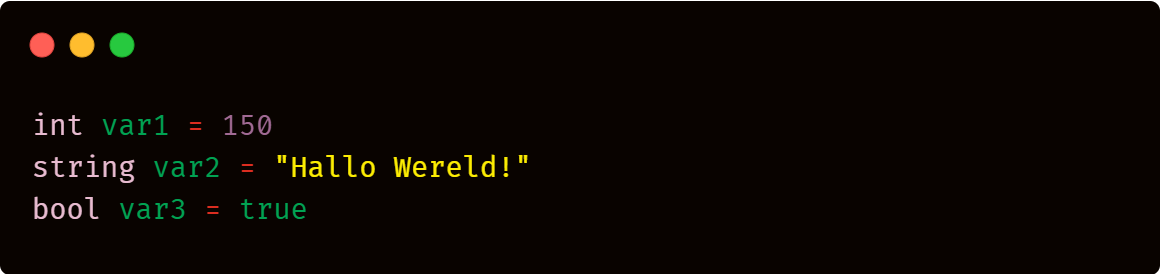 int var1 = 150
string var2 = "Hallo Wereld!"
bool var3 = true